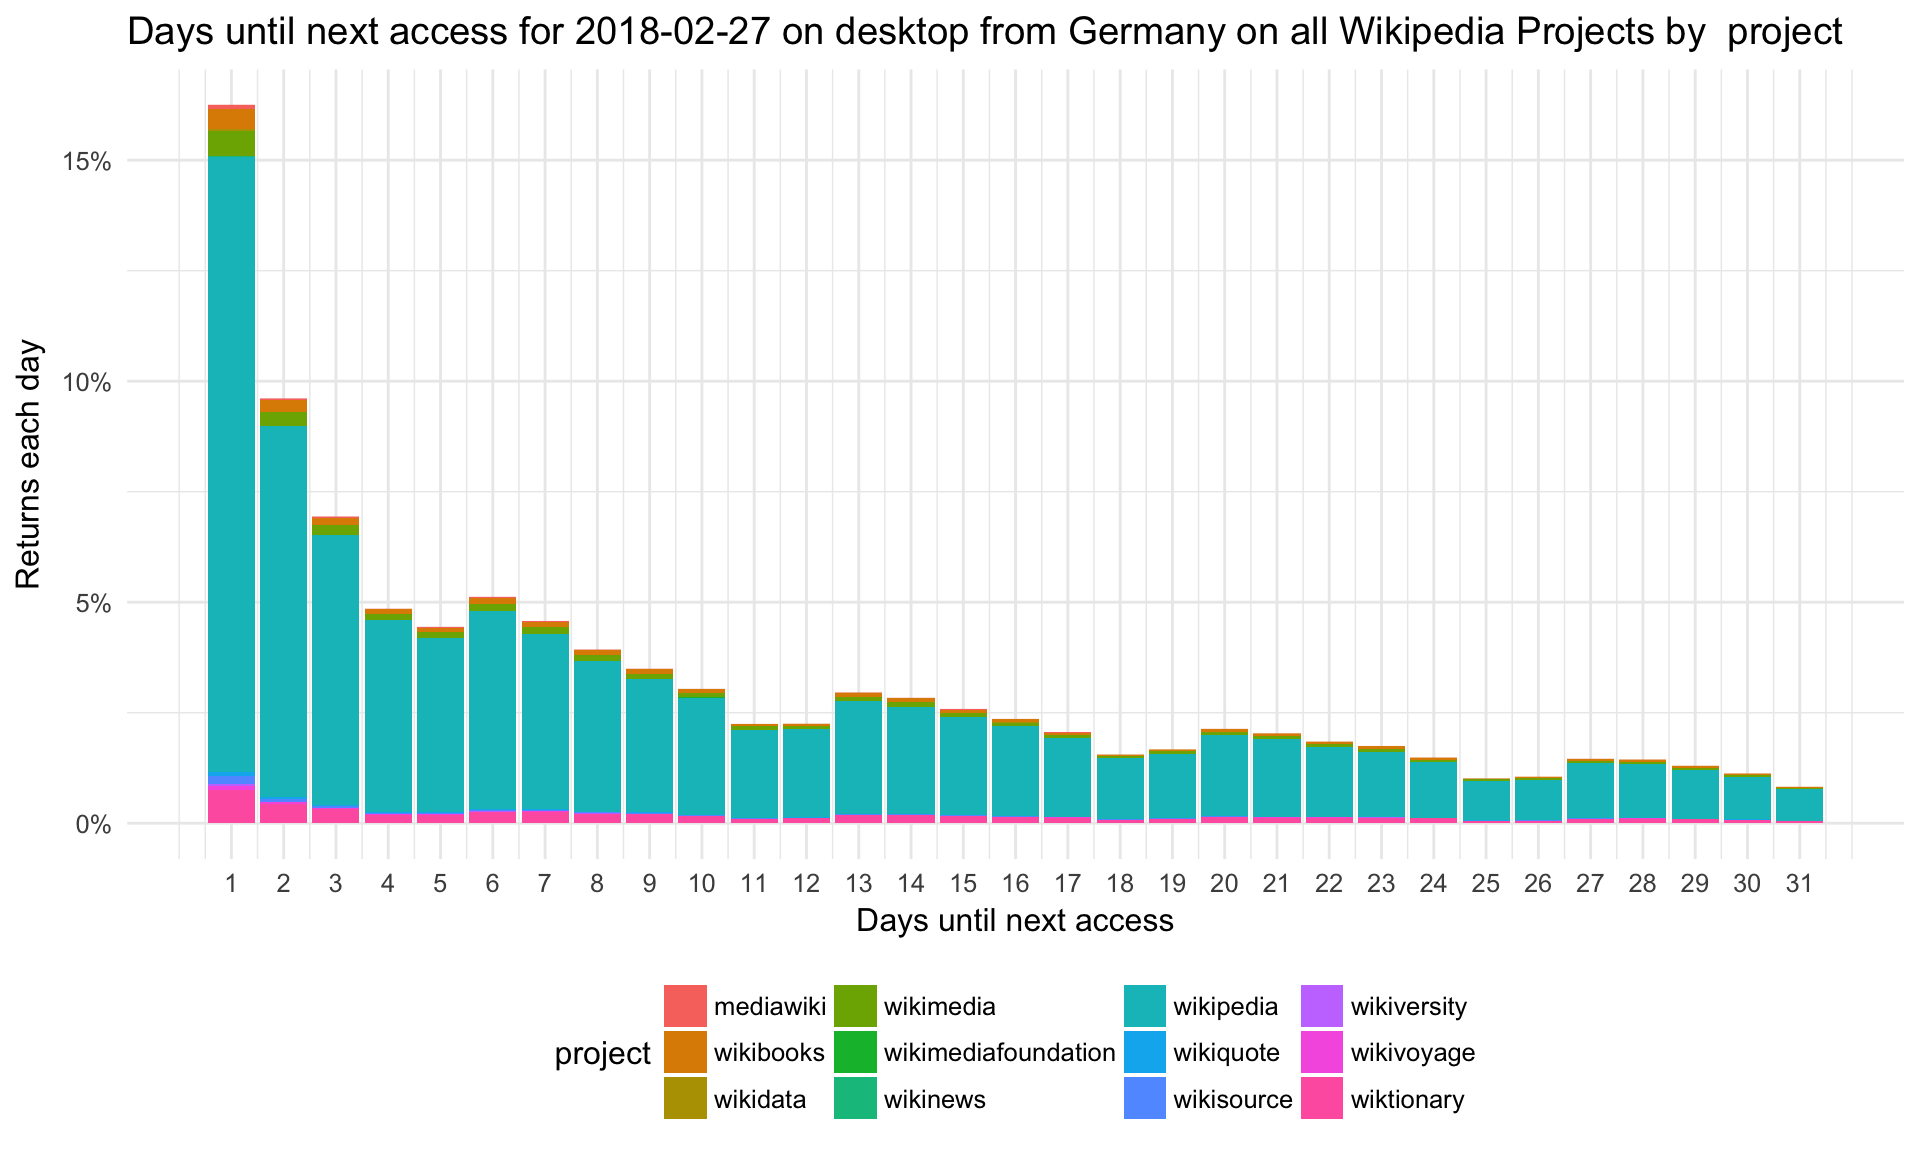 Days until next access for 2018-02-27 on desktop from Germany on all Wikipedia Projects by  project
Returns each day
15%
10%
5%
0%
1 2 3 4 5 6 7 8 9 10 11 12 13 14 15 16 17 18 19 20 21 22 23 24 25 26 27 28 29 30 31
Days until next access
project
mediawiki wikimedia wikipedia wikiversity
wikibooks wikimediafoundation wikiquote wikivoyage
wikidata wikinews wikisource wiktionary